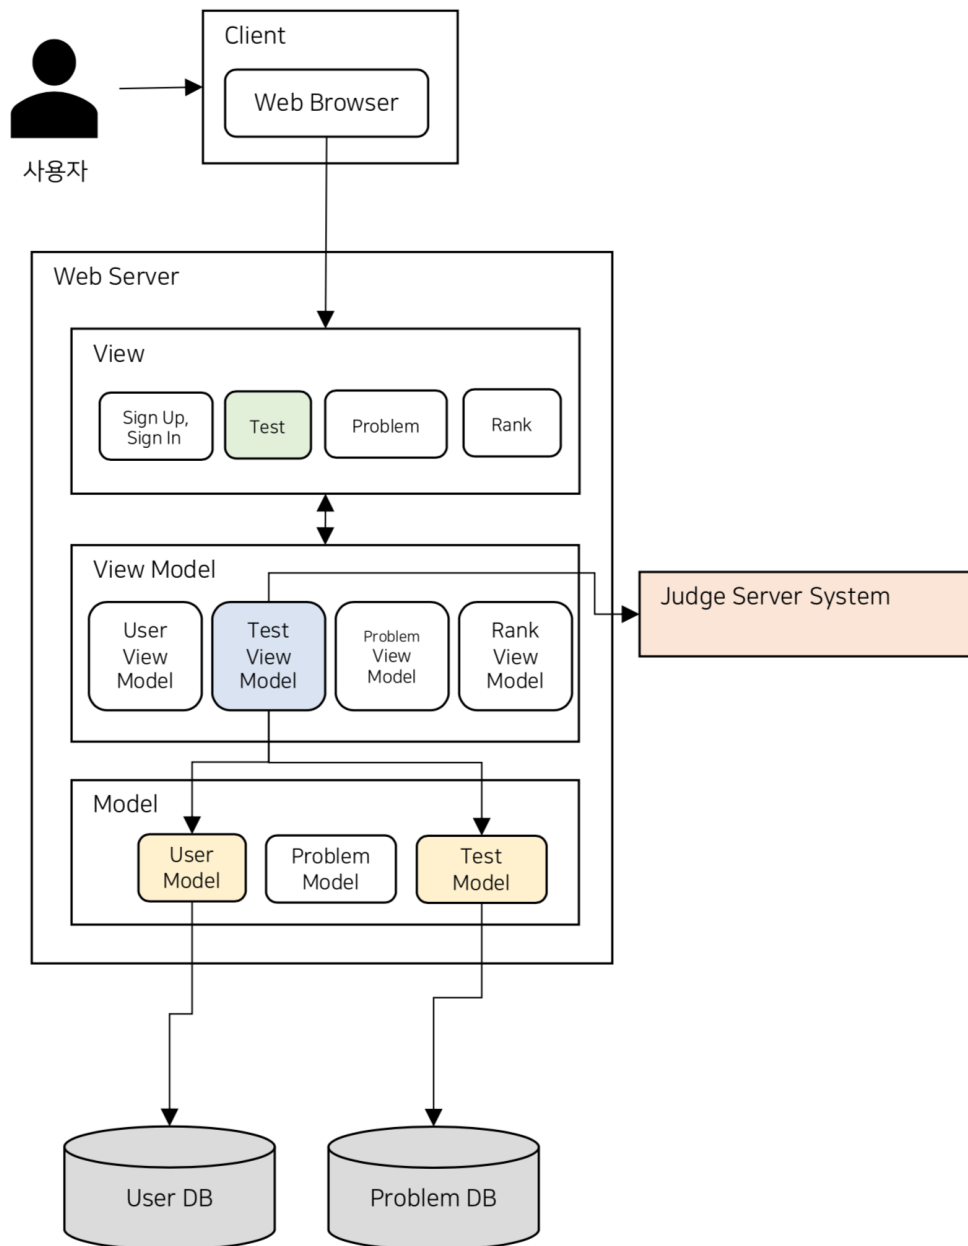 Client
Web Browser
사용자
Web Server
View
Sign Up,
Sign In
Test
Problem
Rank
View Model
User
View
Model
Test
View
Model
Problem
View
Model
Rank
View
Model
Judge Server System
Model
User
Model
Problem
Model
Test
Model
User DB
Problem DB